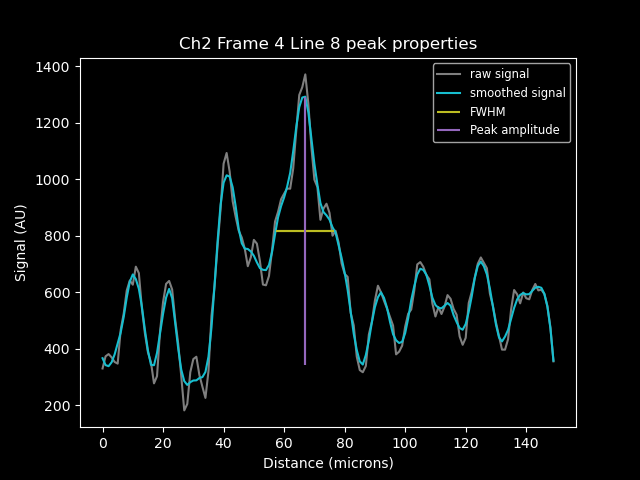 Ch2 Frame 4 Line 8 peak properties
raw signal
smoothed signal
FWHM
Peak amplitude
Signal (AU)
1400
1200
1000
800
600
400
200
0 20 40 60 80 100 120 140
Distance (microns)